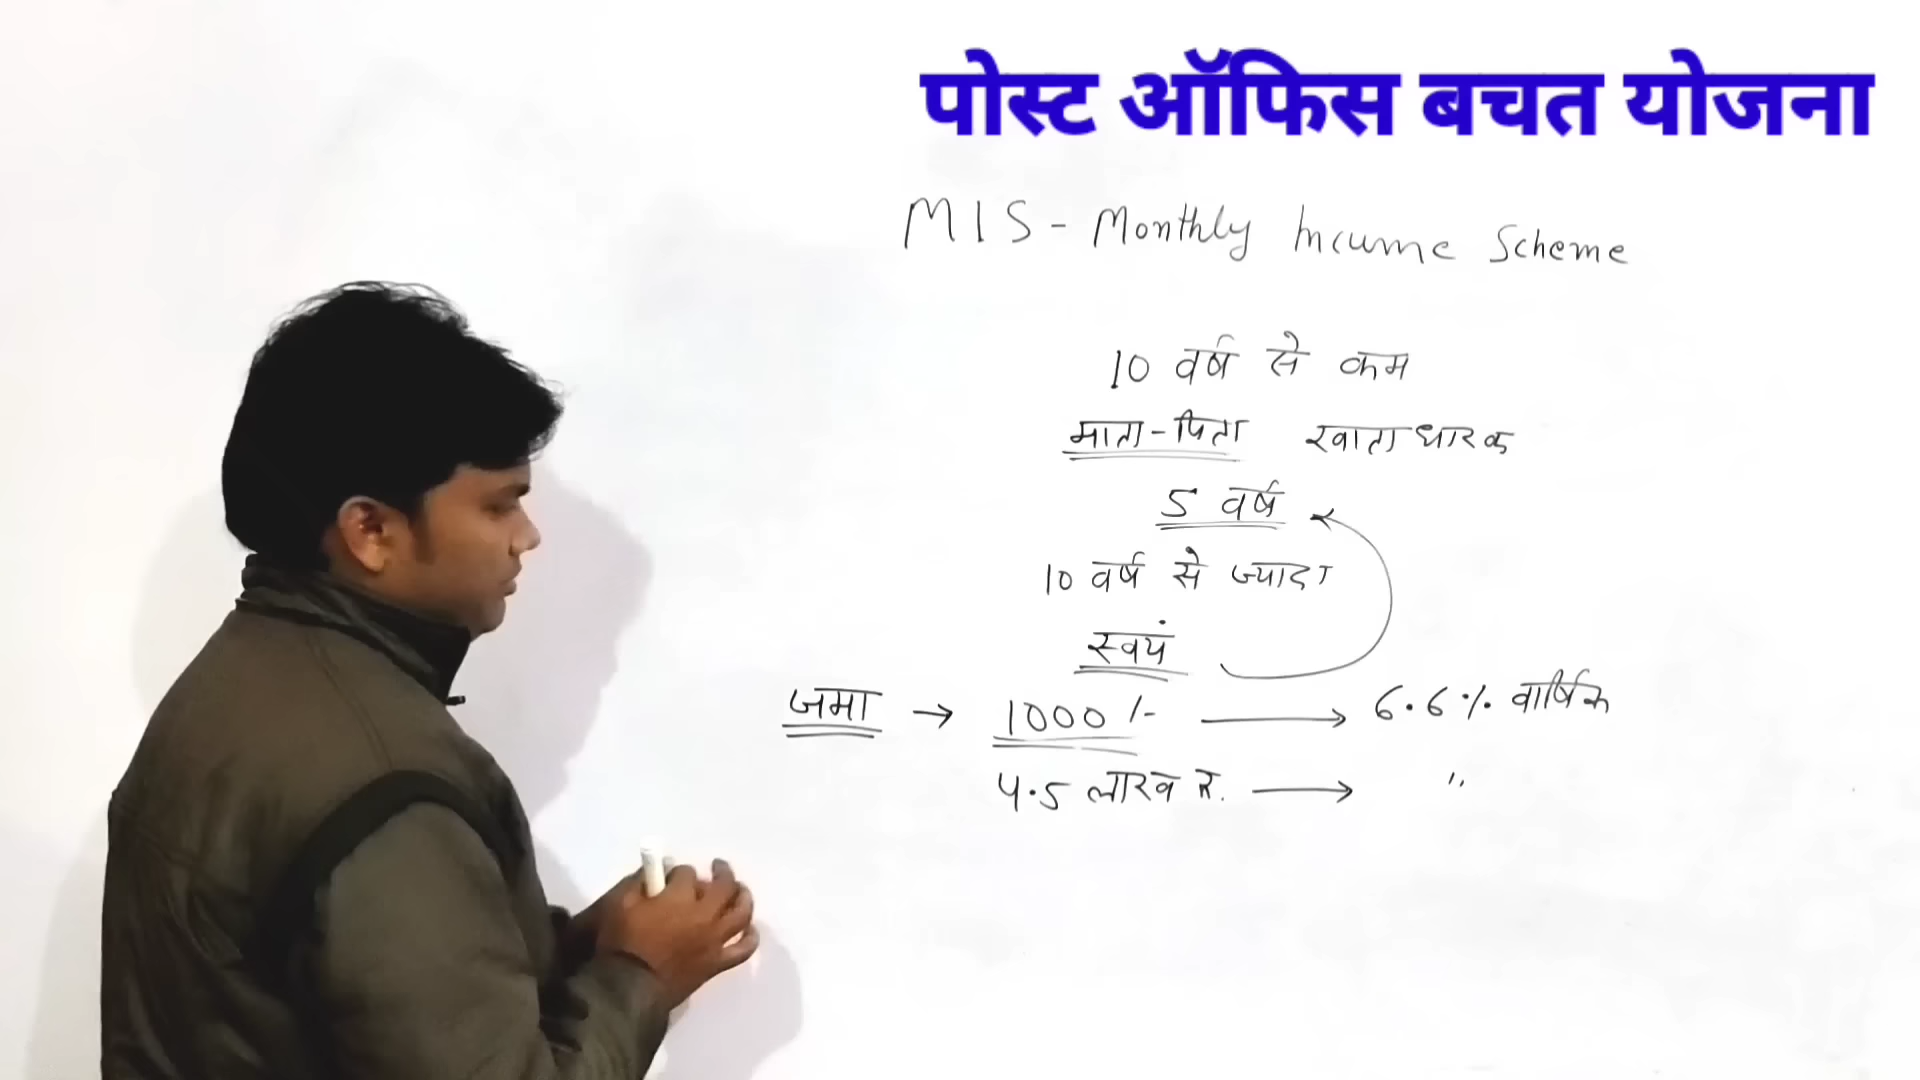 पोस्ट ऑफिस बचत योजना
MIS - Monthly Income Scheme
10 वर्ष से कम
माता-पिता खाता धारक
5 वर्ष
10 वर्ष से ज्यादा
स्वयं
जमा → 1000/- → 6.6% वार्षिक
4.5 लाख रु. → "